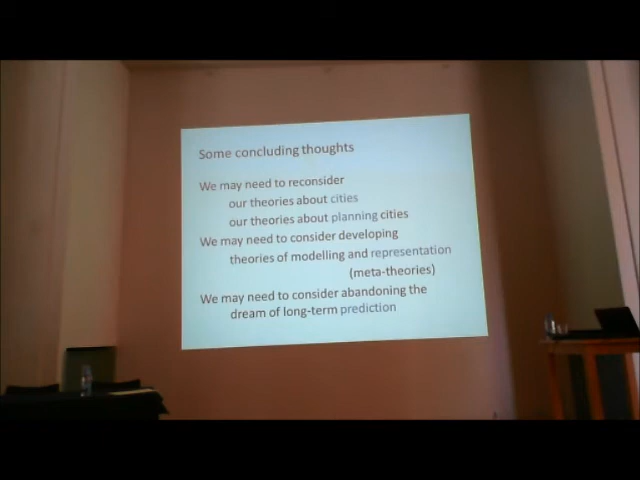 Some concluding thoughts
We may need to reconsider
our theories about cities
our theories about planning cities
We may need to consider developing
theories of modelling and representation
(meta-theories)
We may need to consider abandoning the
dream of long-term prediction